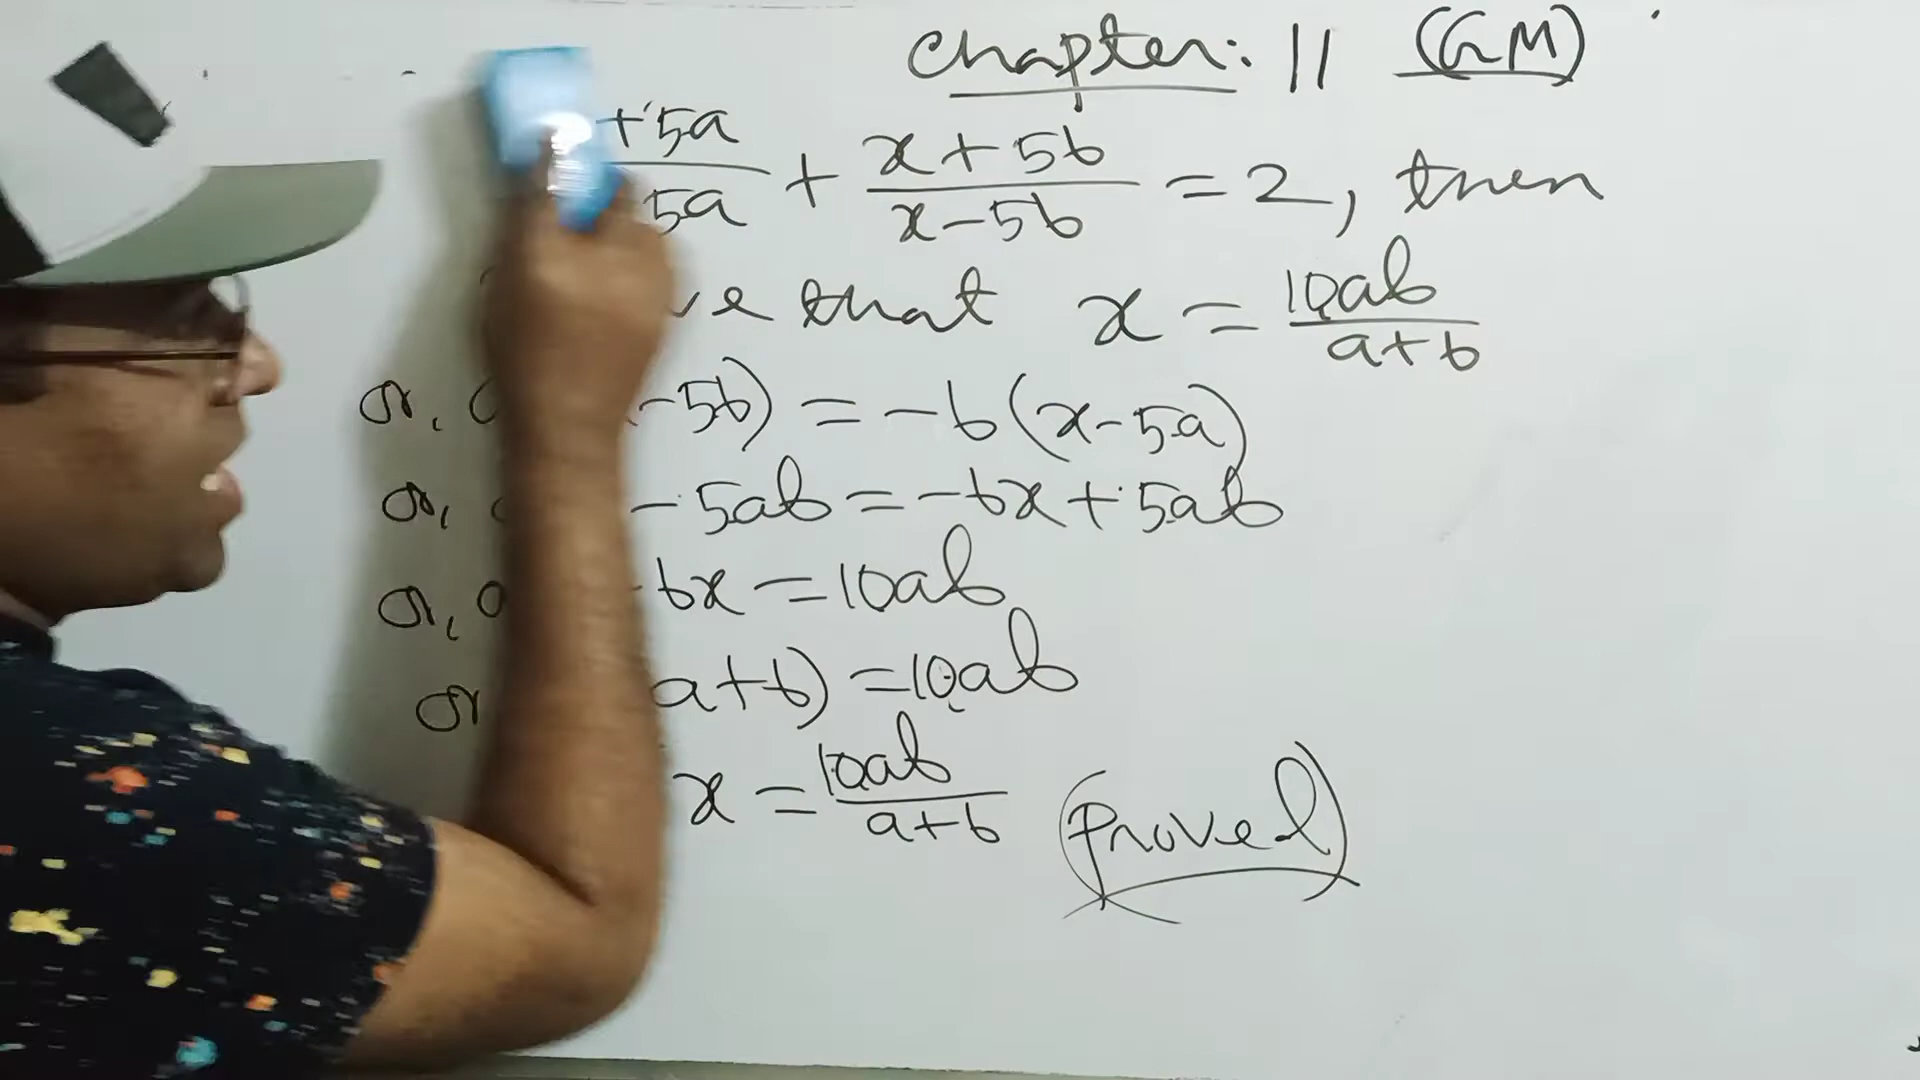 chapter: 11 (GM)
+5a/5a + x+5b/x-5b = 2, then
that x = 10ab/a+b
or, -5b) = -b(x-5a)
or, - 5ab = -bx + 5ab
or, bx = 10ab
or a+b) = 10ab
x = 10ab/a+b (Proved)